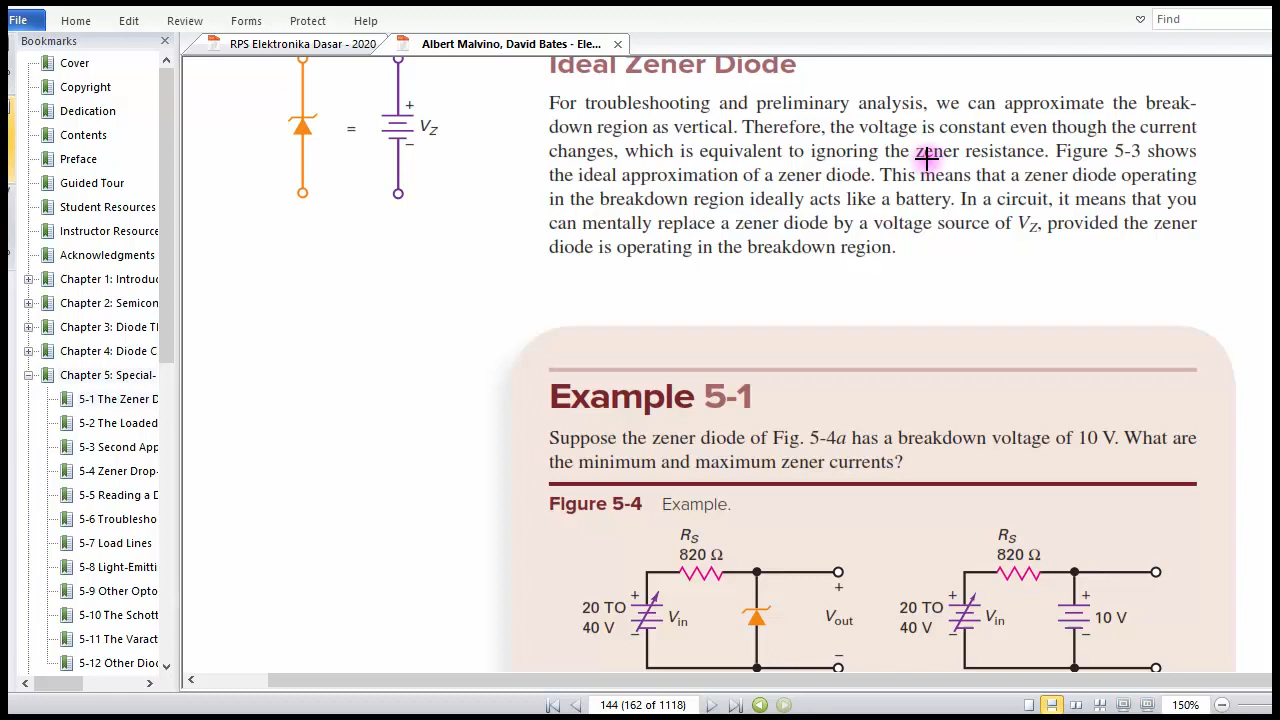 File Home Edit Review Forms Protect Help Find
Bookmarks
RPS Elektronika Dasar - 2020
Albert Malvino, David Bates - Ele...
Cover
Copyright
Dedication
Contents
Preface
Guided Tour
Student Resources
Instructor Resource
Acknowledgments
Chapter 1: Introduc
Chapter 2: Semicon
Chapter 3: Diode Tl
Chapter 4: Diode C
Chapter 5: Special-
5-1 The Zener D
5-2 The Loaded
5-3 Second App
5-4 Zener Drop-
5-5 Reading a D
5-6 Troublesho
5-7 Load Lines
5-8 Light-Emitti
5-9 Other Opto
5-10 The Schott
5-11 The Varact
5-12 Other Diod
= + VZ −
Ideal Zener Diode
For troubleshooting and preliminary analysis, we can approximate the break-
down region as vertical. Therefore, the voltage is constant even though the current
changes, which is equivalent to ignoring the zener resistance. Figure 5-3 shows
the ideal approximation of a zener diode. This means that a zener diode operating
in the breakdown region ideally acts like a battery. In a circuit, it means that you
can mentally replace a zener diode by a voltage source of VZ, provided the zener
diode is operating in the breakdown region.
Example 5-1
Suppose the zener diode of Fig. 5-4a has a breakdown voltage of 10 V. What are
the minimum and maximum zener currents?
Figure 5-4 Example.
RS
820 Ω
20 TO
40 V
+
−
Vin
+
Vout
−
RS
820 Ω
20 TO
40 V
+
−
Vin
+
10 V
−
144 (162 of 1118)
150%